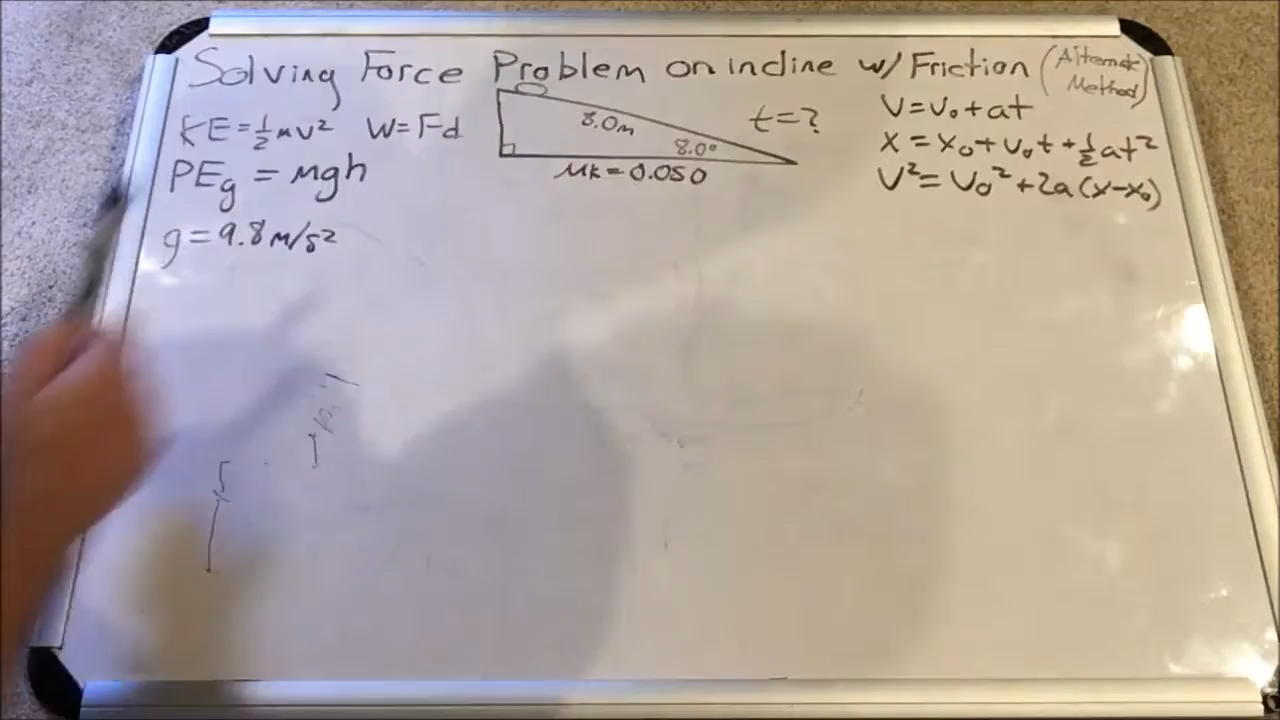 Solving Force Problem on incline w/ Friction (Alternate Method)
KE = ½mv² W = Fd
PEg = mgh
g = 9.8 m/s²
8.0m
8.0°
μk = 0.050
t = ?
v = v₀ + at
x = x₀ + v₀t + ½at²
v² = v₀² + 2a(x-x₀)